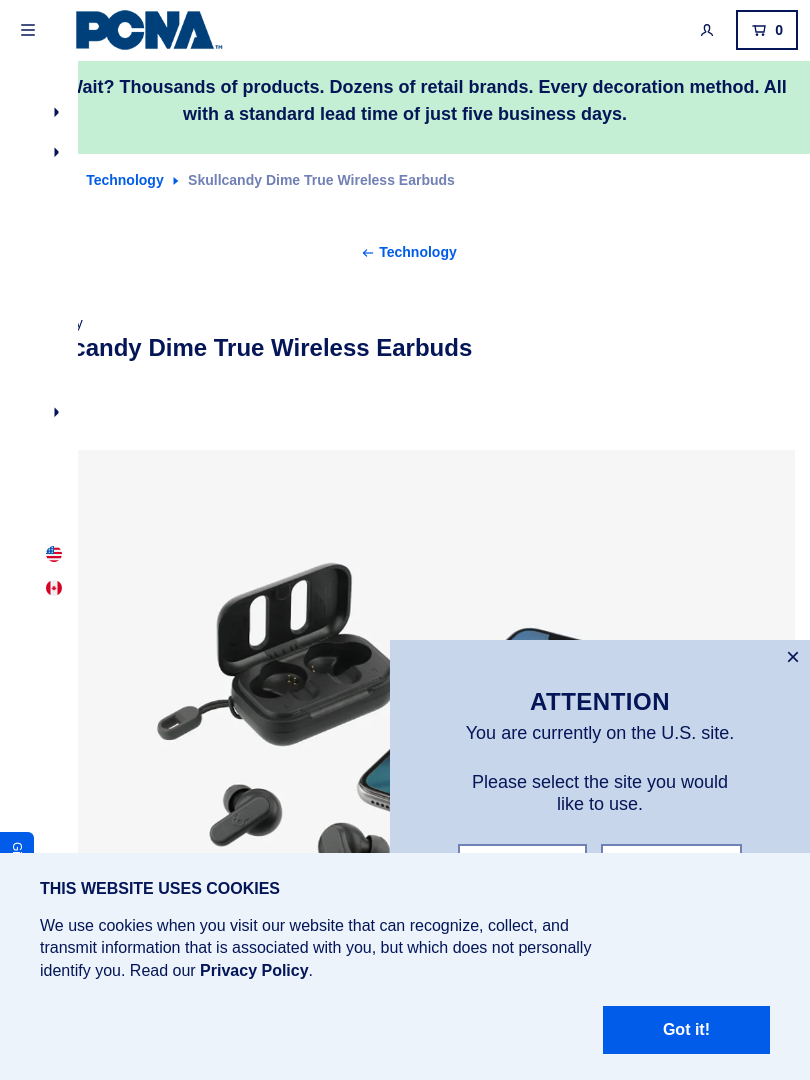 PCNA
TM
0
Wait? Thousands of products. Dozens of retail brands. Every decoration method. All
with a standard lead time of just five business days.
Technology Skullcandy Dime True Wireless Earbuds
← Technology
y
candy Dime True Wireless Earbuds
ATTENTION
You are currently on the U.S. site.
Please select the site you would
like to use.
THIS WEBSITE USES COOKIES
We use cookies when you visit our website that can recognize, collect, and
transmit information that is associated with you, but which does not personally
identify you. Read our Privacy Policy.
Got it!